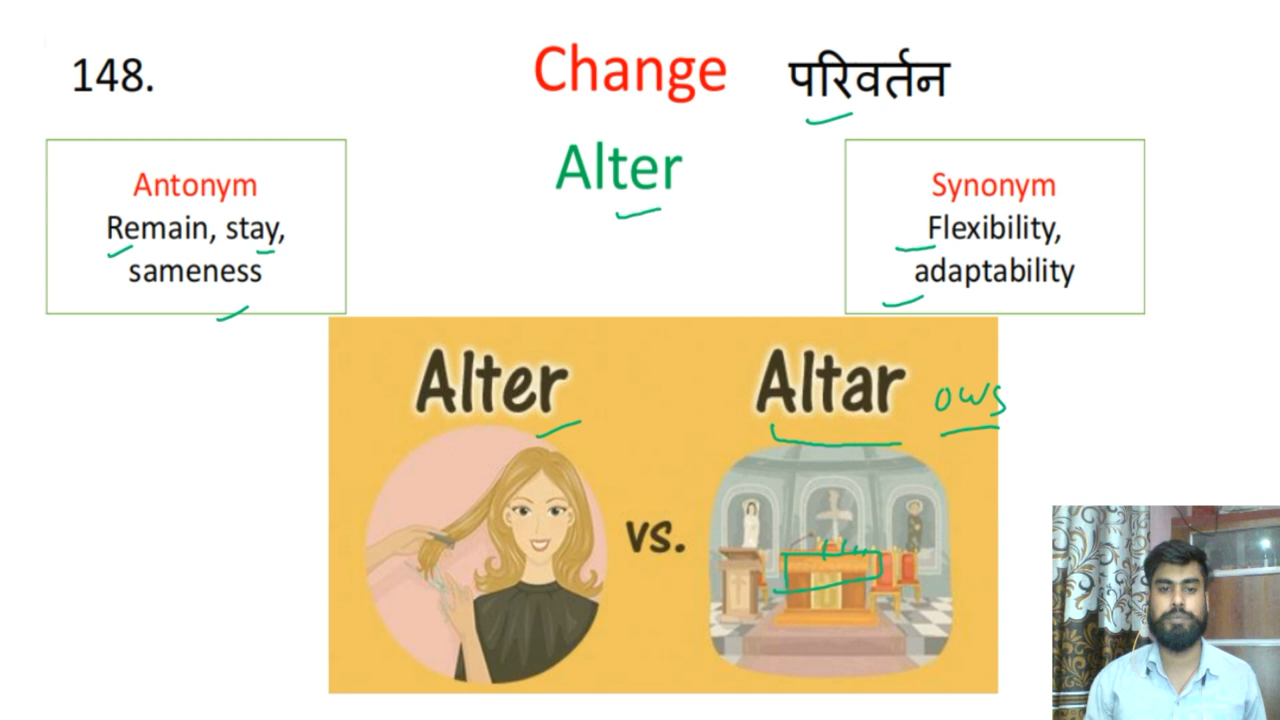 148.
Change परिवर्तन
Alter
Antonym
Remain, stay,
sameness
Synonym
Flexibility,
adaptability
Alter
vs.
Altar
ows